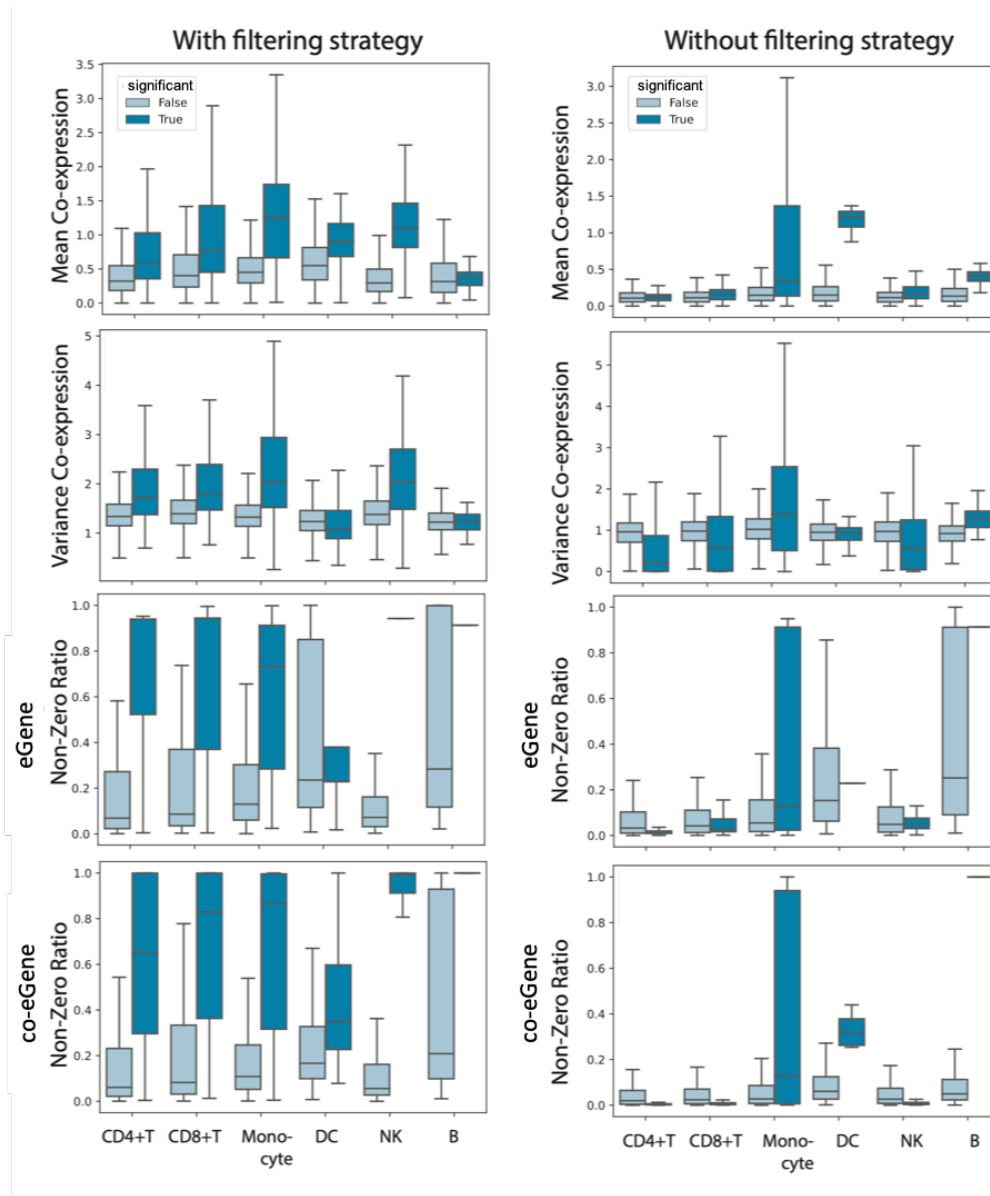 With filtering strategy
Without filtering strategy
Mean Co-expression
3.5
3.0
2.5
2.0
1.5
1.0
0.5
0.0
significant
False
True
Mean Co-expression
3.0
2.5
2.0
1.5
1.0
0.5
0.0
significant
False
True
Variance Co-expression
5
4
3
2
1
Variance Co-expression
5
4
3
2
1
0
eGene
Non-Zero Ratio
1.0
0.8
0.6
0.4
0.2
0.0
eGene
Non-Zero Ratio
1.0
0.8
0.6
0.4
0.2
0.0
co-eGene
Non-Zero Ratio
1.0
0.8
0.6
0.4
0.2
0.0
co-eGene
Non-Zero Ratio
1.0
0.8
0.6
0.4
0.2
0.0
CD4+T CD8+T Mono- DC NK B
cyte
CD4+T CD8+T Mono- DC NK B
cyte